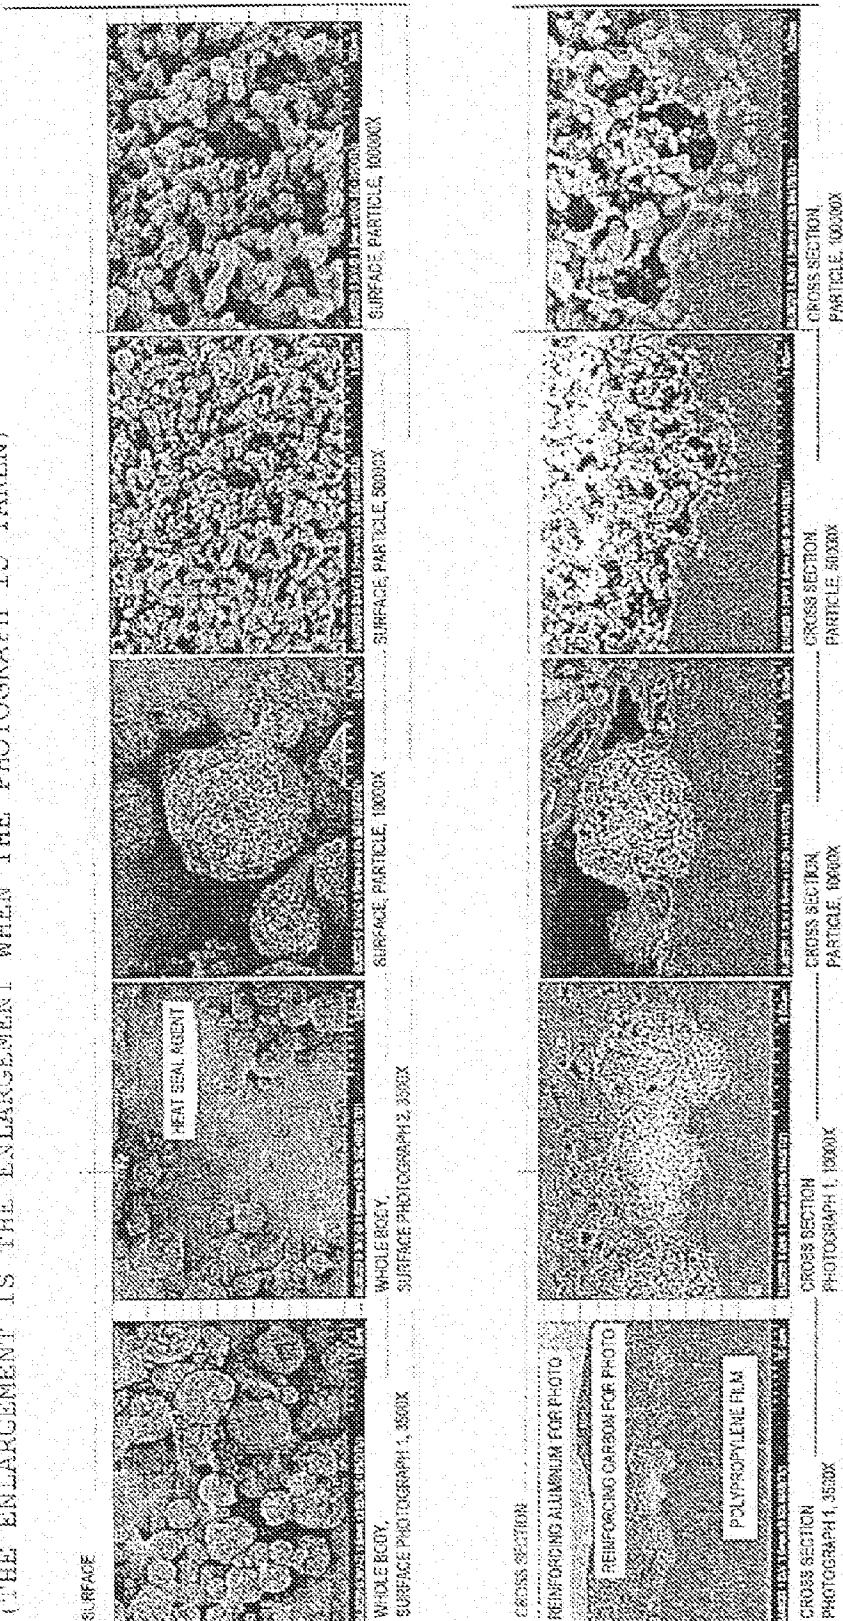 (THE ENLARGEMENT IS THE ENLARGEMENT WHEN THE PHOTOGRAPH IS TAKEN)
SURFACE
HEAT SEAL AGENT
WHOLE BODY,
SURFACE PHOTOGRAPH 1, 3500X
WHOLE BODY,
SURFACE PHOTOGRAPH 2, 3500X
SURFACE, PARTICLE, 10000X
SURFACE, PARTICLE, 50000X
SURFACE, PARTICLE, 100000X
CROSS SECTION
REINFORCING ALUMINUM FOR PHOTO
REINFORCING CARBON FOR PHOTO
POLYPROPYLENE FILM
CROSS SECTION
PHOTOGRAPH 1, 3500X
CROSS SECTION
PHOTOGRAPH 1, 10000X
CROSS SECTION,
PARTICLE, 10000X
CROSS SECTION,
PARTICLE, 50000X
CROSS SECTION,
PARTICLE, 100000X